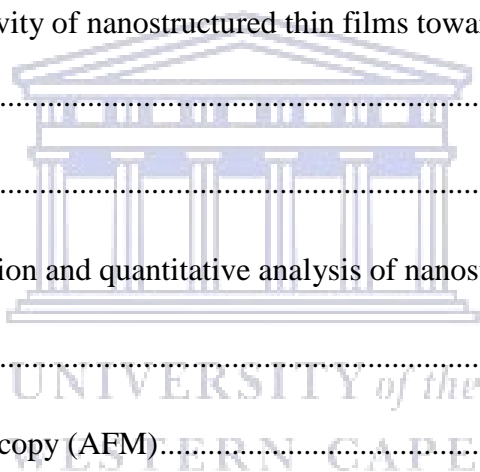 vity of nanostructured thin films towa
................................................................
................................................................
ion and quantitative analysis of nanos
................................................................
UNIVERSITY of the
copy (AFM)..........................................
WESTERN CAPE